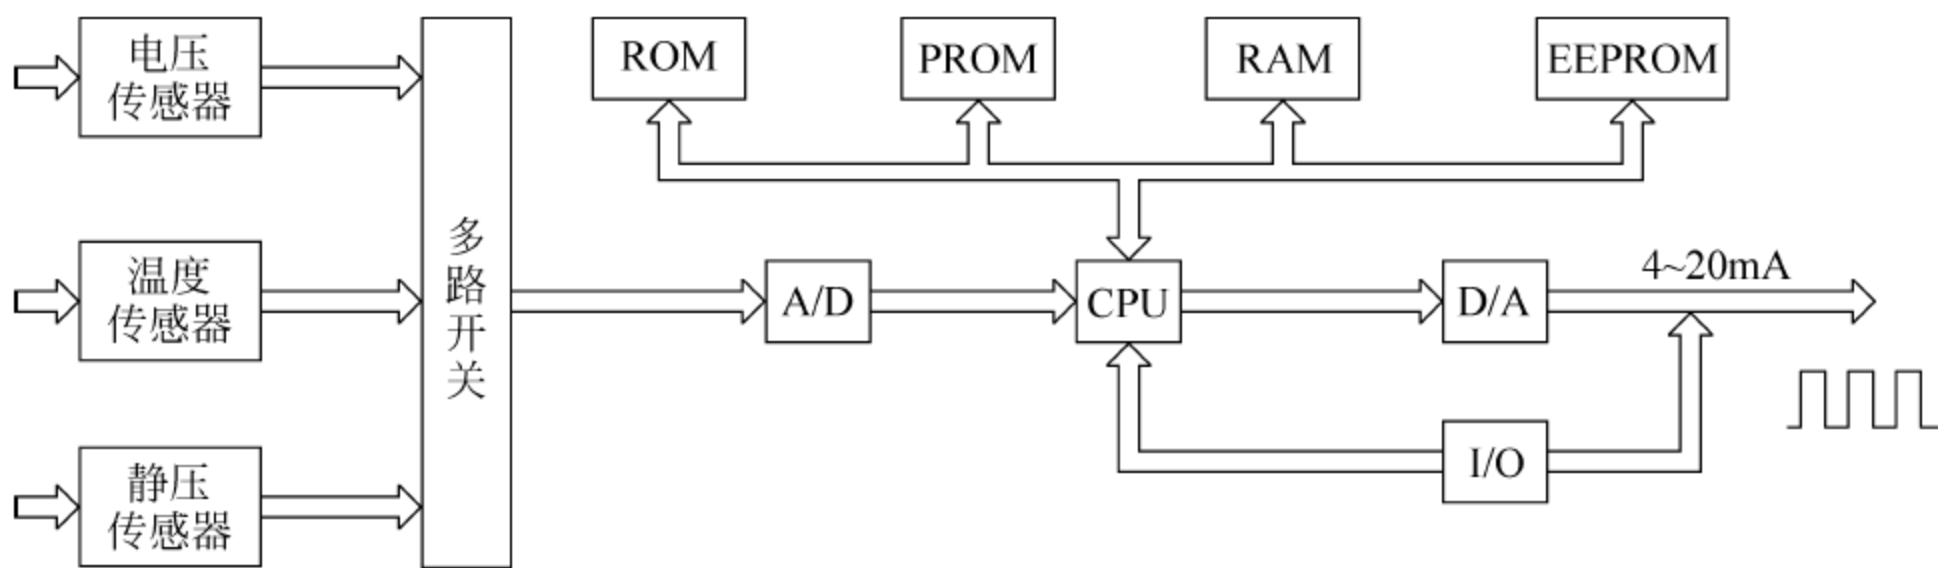 电压
传感器
ROM
PROM
RAM
EEPROM
温度
传感器
多
路
开
关
A/D
CPU
D/A
4~20mA
静压
传感器
I/O